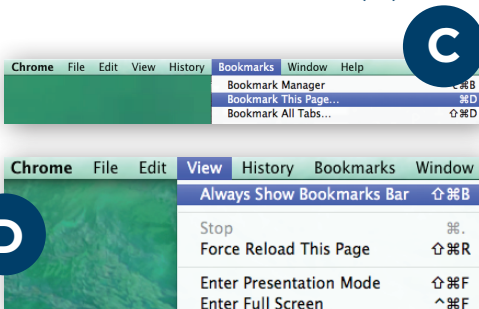 C
Chrome File Edit View History Bookmarks Window Help
Bookmark Manager ⌘B
Bookmark This Page... ⌘D
Bookmark All Tabs... ⇧⌘D
Chrome File Edit View History Bookmarks Window
D
Always Show Bookmarks Bar ⇧⌘B
Stop ⌘.
Force Reload This Page ⇧⌘R
Enter Presentation Mode ⇧⌘F
Enter Full Screen ^⌘F